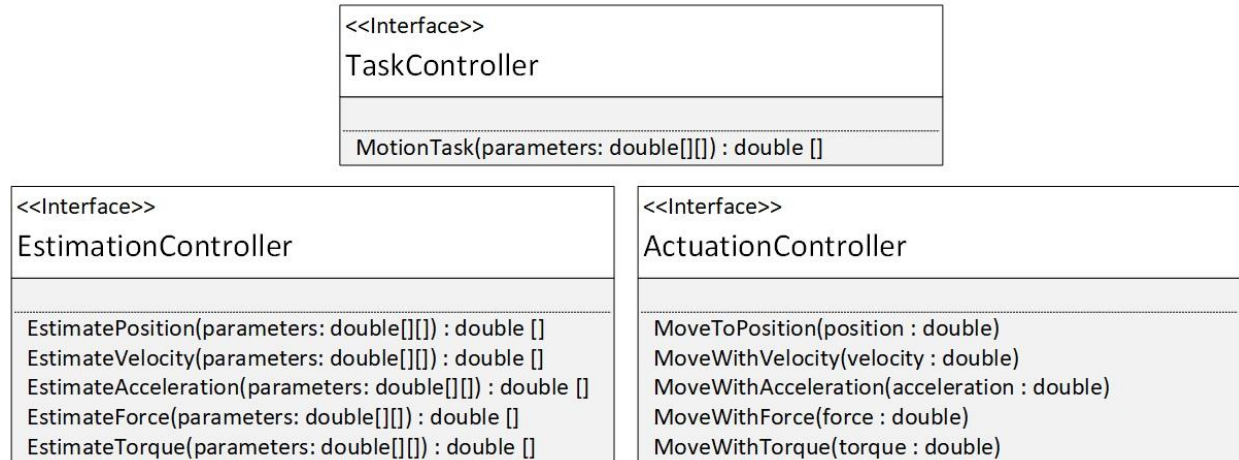 <<Interface>>
TaskController
MotionTask(parameters: double[][]) : double []
<<Interface>>
EstimationController
EstimatePosition(parameters: double[][]) : double []
EstimateVelocity(parameters: double[][]) : double []
EstimateAcceleration(parameters: double[][]) : double []
EstimateForce(parameters: double[][]) : double []
EstimateTorque(parameters: double[][]) : double []
<<Interface>>
ActuationController
MoveToPosition(position : double)
MoveWithVelocity(velocity : double)
MoveWithAcceleration(acceleration : double)
MoveWithForce(force : double)
MoveWithTorque(torque : double)